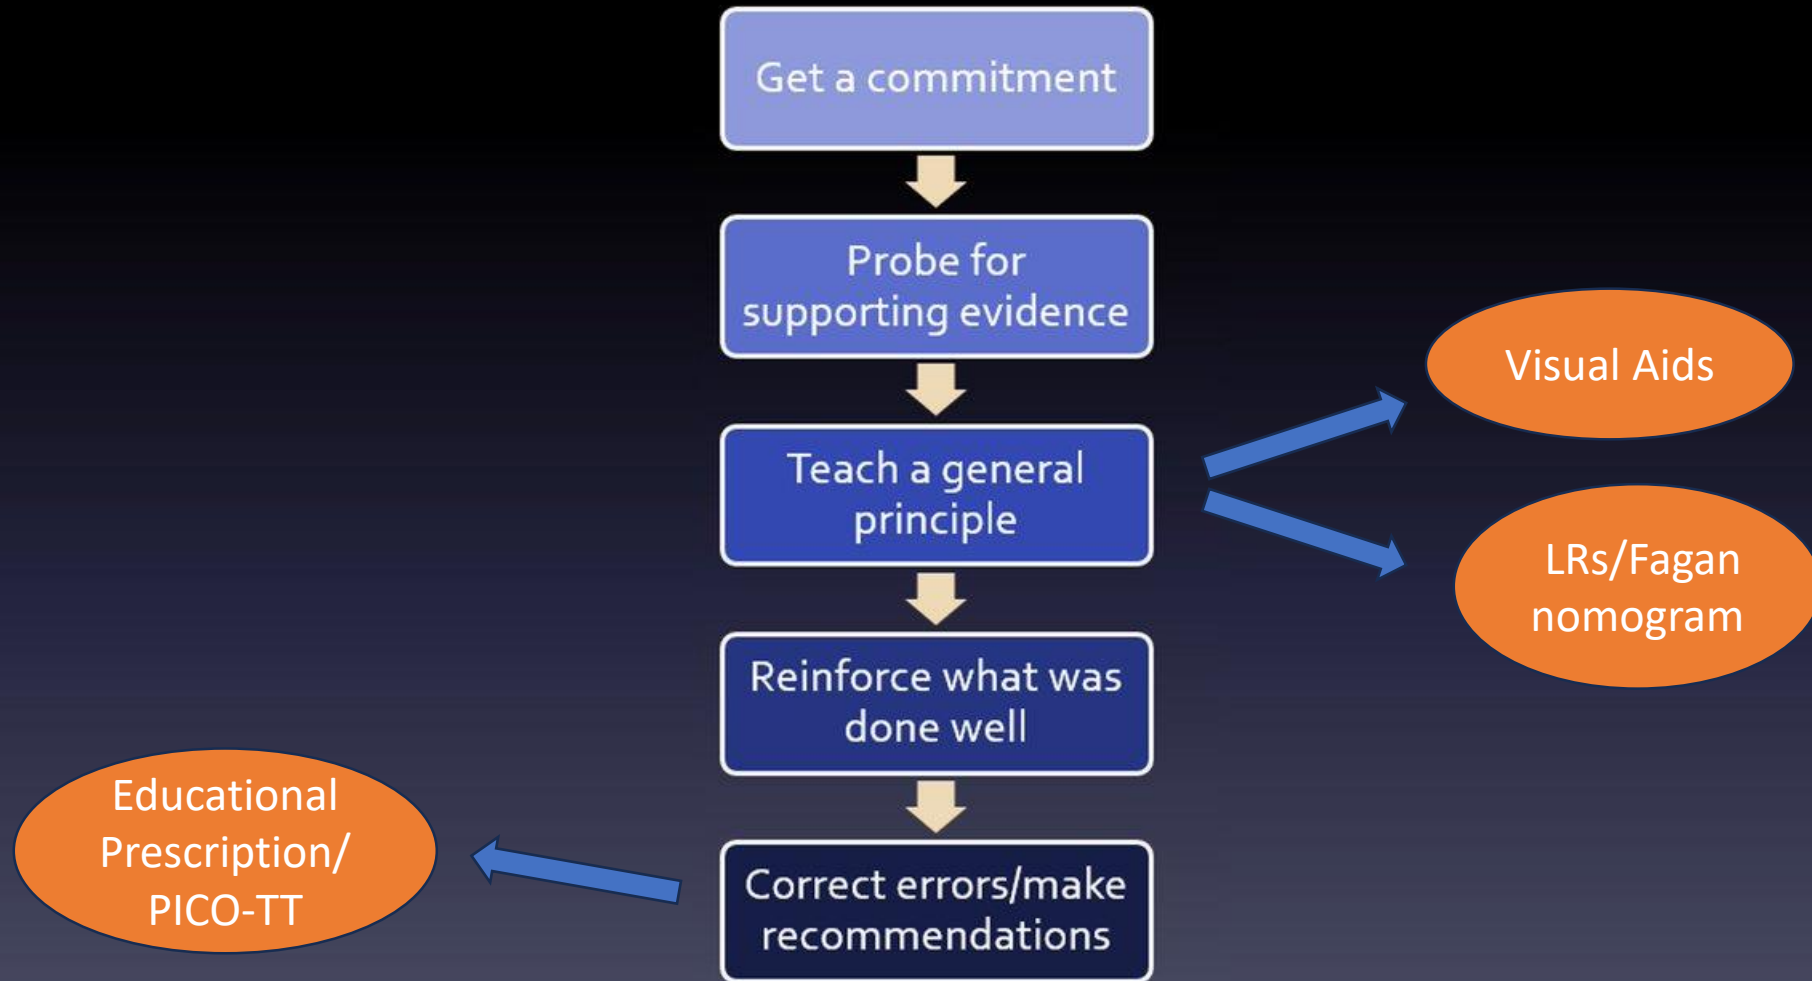 Get a commitment
Probe for
supporting evidence
Teach a general
principle
Visual Aids
LRs/Fagan
nomogram
Reinforce what was
done well
Correct errors/make
recommendations
Educational
Prescription/
PICO-TT